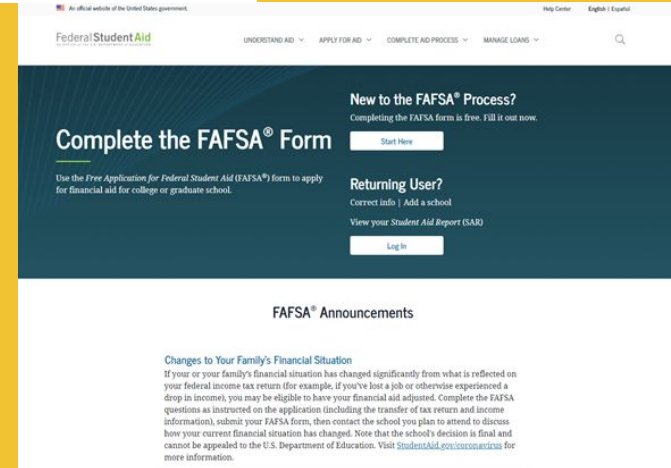 An official website of the United States government.
Help Center English | Español
Federal Student Aid
UNDERSTAND AID APPLY FOR AID COMPLETE AID PROCESS MANAGE LOANS
Complete the FAFSA® Form
Use the Free Application for Federal Student Aid (FAFSA®) form to apply
for financial aid for college or graduate school.
New to the FAFSA® Process?
Completing the FAFSA form is free. Fill it out now.
Start Here
Returning User?
Correct info | Add a school
View your Student Aid Report (SAR)
Log In
FAFSA® Announcements
Changes to Your Family's Financial Situation
If your or your family's financial situation has changed significantly from what is reflected on
your federal income tax return (for example, if you've lost a job or otherwise experienced a
drop in income), you may be eligible to have your financial aid adjusted. Complete the FAFSA
questions as instructed on the application (including the transfer of tax return and income
information), submit your FAFSA form, then contact the school you plan to attend to discuss
how your current financial situation has changed. Note that the school's decision is final and
cannot be appealed to the U.S. Department of Education. Visit StudentAid.gov/coronavirus for
more information.